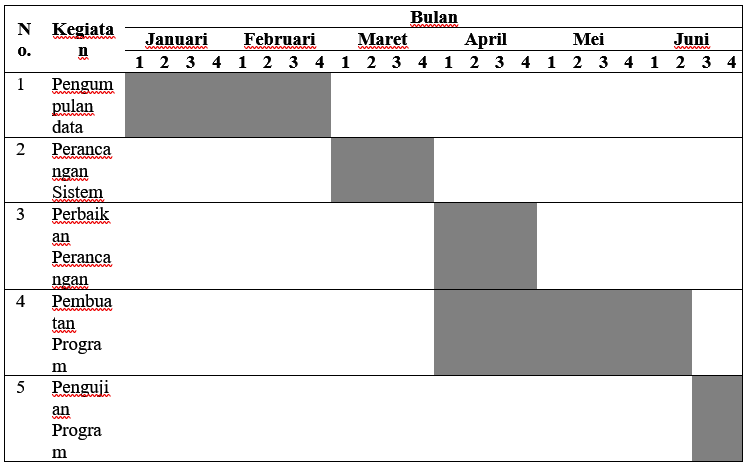 N
o.
Kegiata
n
Bulan
Januari Februari Maret April Mei Juni
1 2 3 4 1 2 3 4 1 2 3 4 1 2 3 4 1 2 3 4 1 2 3 4
1 Pengum
pulan
data
2 Peranca
ngan
Sistem
3 Perbaik
an
Peranca
ngan
4 Pembua
tan
Progra
m
5 Penguji
an
Progra
m